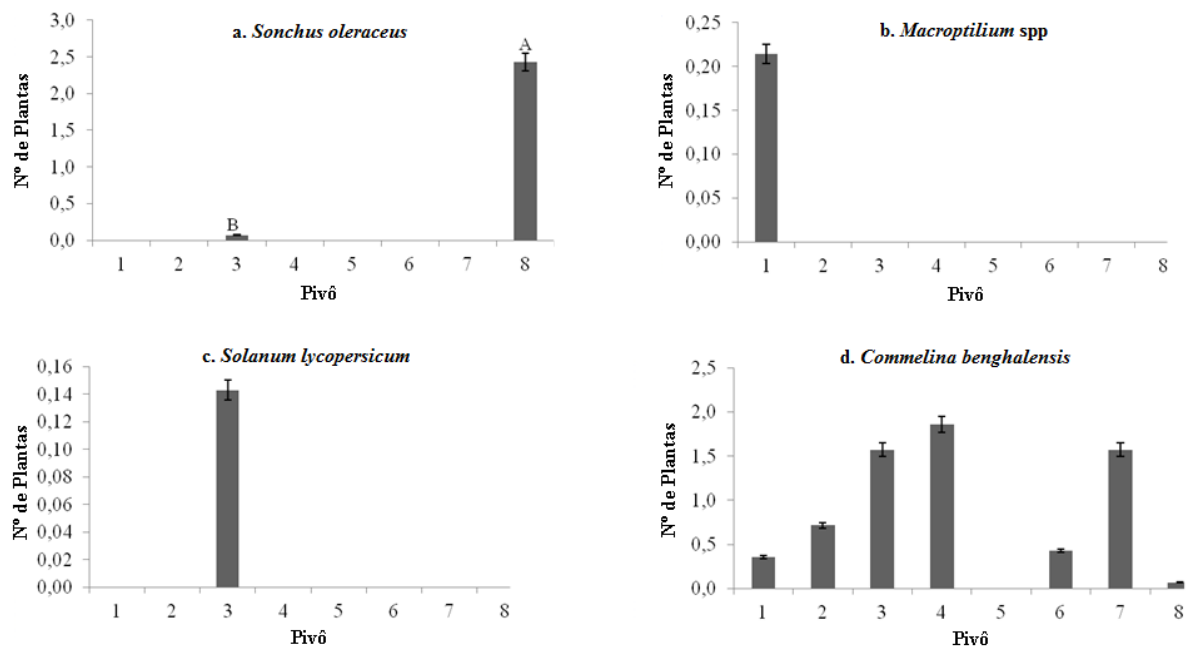 a. Sonchus oleraceus
Nº de Plantas
3,0
2,5
2,0
1,5
1,0
0,5
0,0
B
A
1 2 3 4 5 6 7 8
Pivô
b. Macroptilium spp
Nº de Plantas
0,25
0,20
0,15
0,10
0,05
0,00
1 2 3 4 5 6 7 8
Pivô
c. Solanum lycopersicum
Nº de Plantas
0,16
0,14
0,12
0,10
0,08
0,06
0,04
0,02
0,00
1 2 3 4 5 6 7 8
Pivô
d. Commelina benghalensis
Nº de Plantas
2,5
2,0
1,5
1,0
0,5
0,0
1 2 3 4 5 6 7 8
Pivô